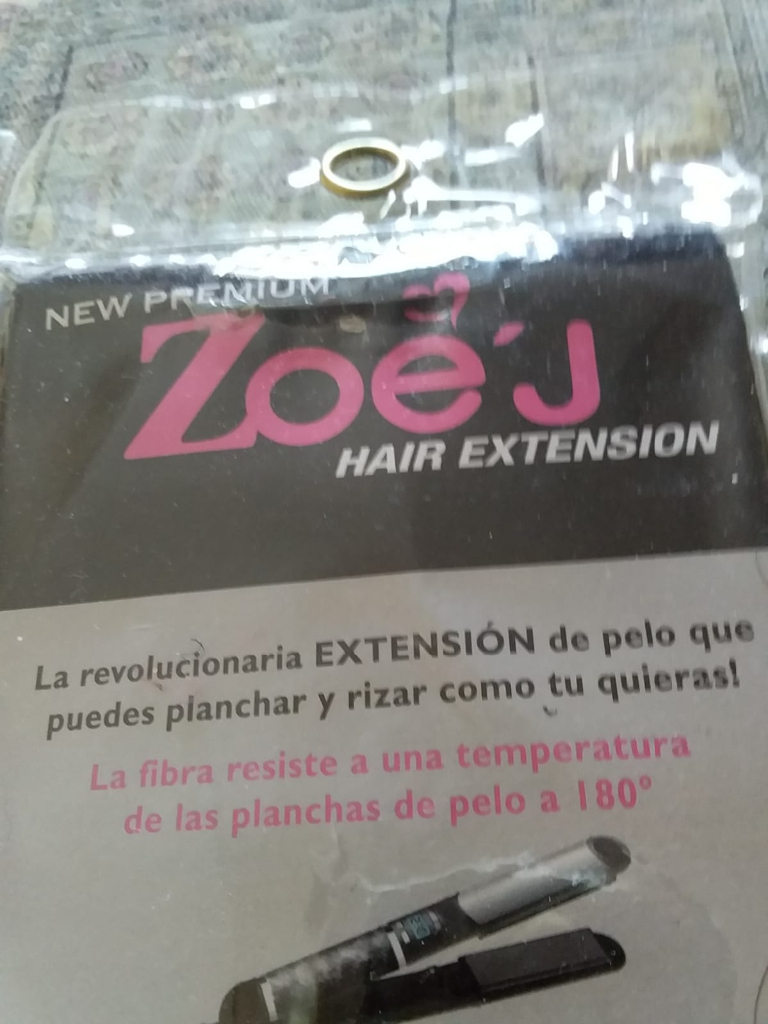 NEW PREMIUM
Zoe´J
HAIR EXTENSION
La revolucionaria EXTENSIÓN de pelo que
puedes planchar y rizar como tu quieras!
La fibra resiste a una temperatura
de las planchas de pelo a 180°